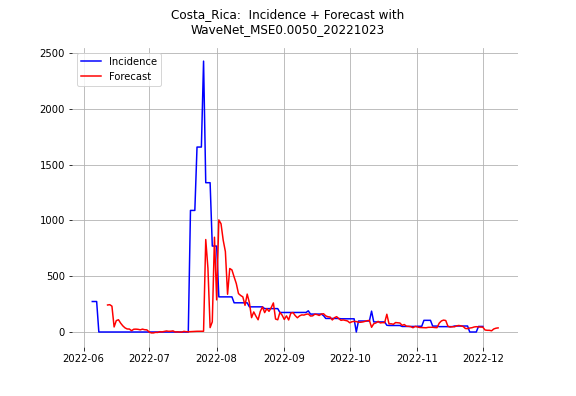 Costa_Rica:  Incidence + Forecast with
WaveNet_MSE0.0050_20221023
Incidence
Forecast
2500
2000
1500
1000
500
0
2022-06 2022-07 2022-08 2022-09 2022-10 2022-11 2022-12